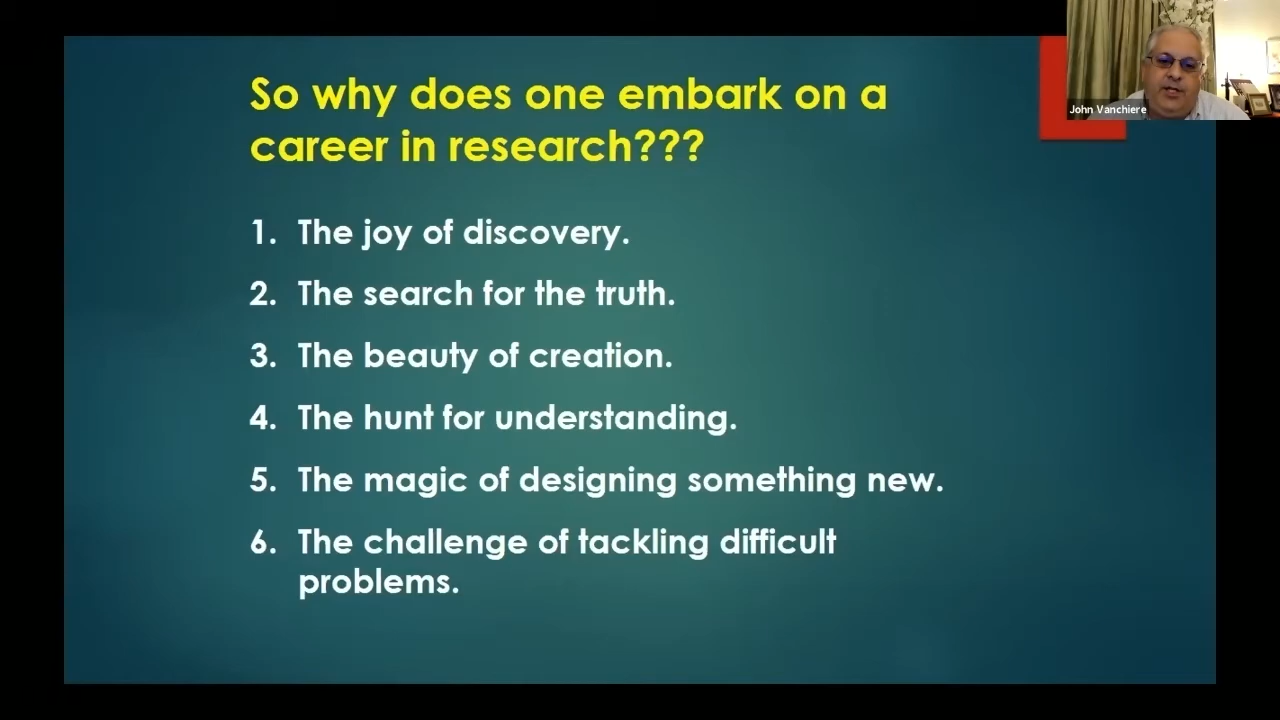 So why does one embark on a
career in research???
1. The joy of discovery.
2. The search for the truth.
3. The beauty of creation.
4. The hunt for understanding.
5. The magic of designing something new.
6. The challenge of tackling difficult
problems.
John Vanchiere